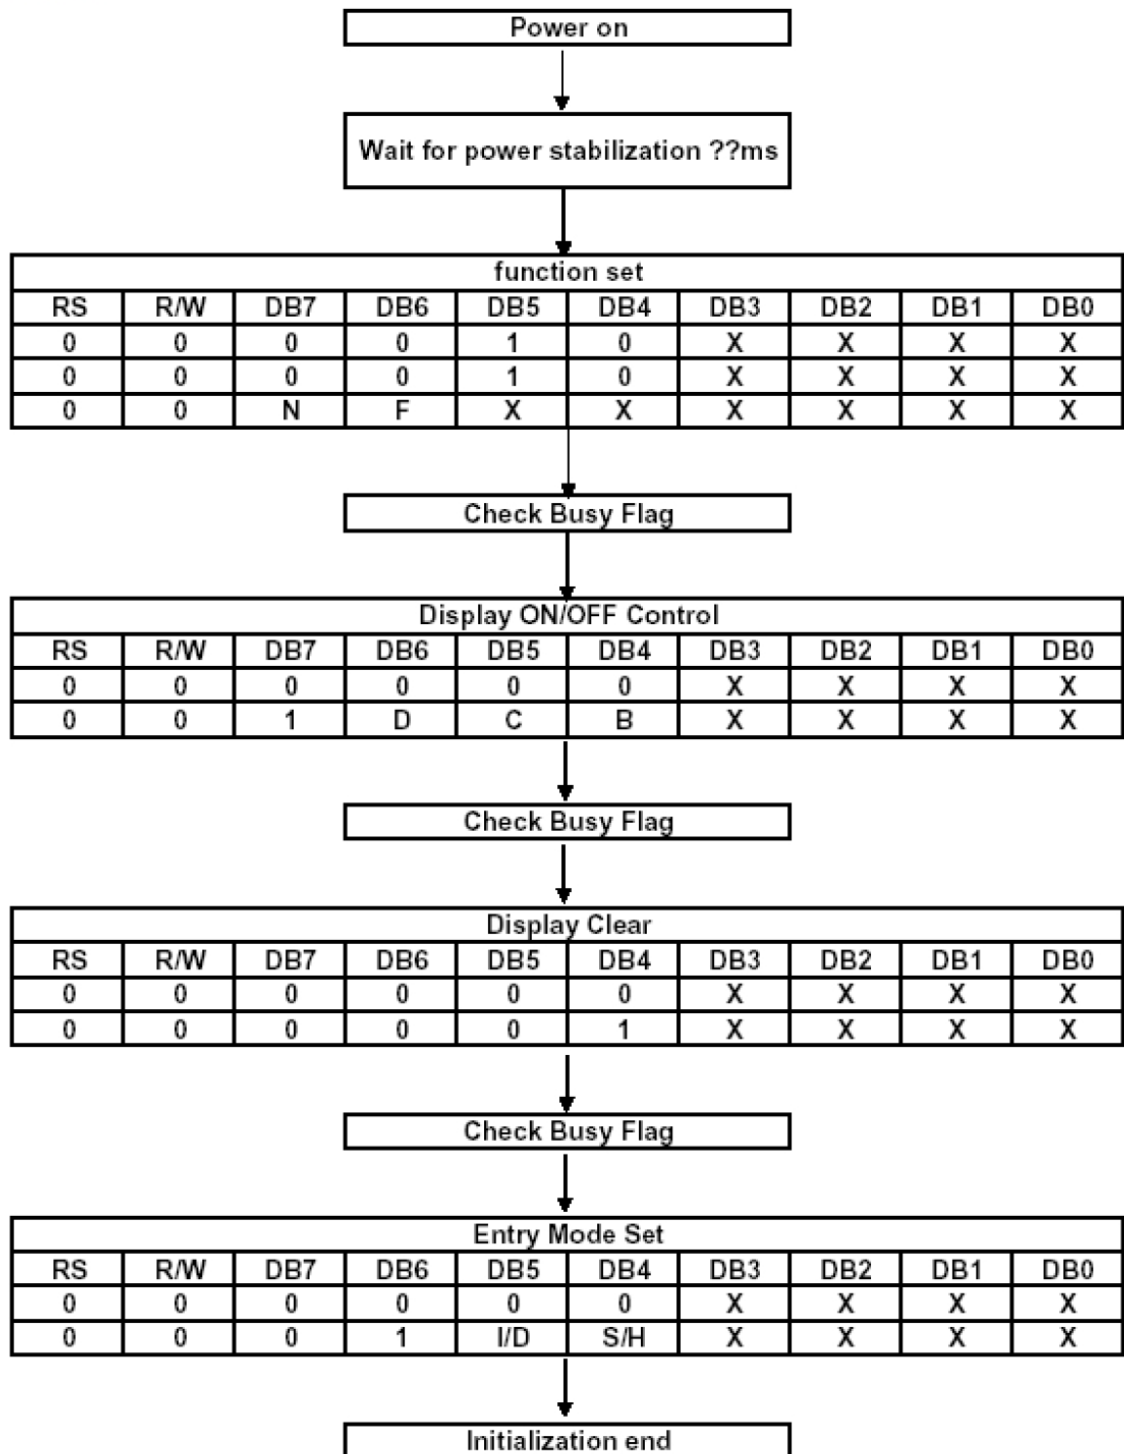 Power on
Wait for power stabilization ??ms
function set
RS R/W DB7 DB6 DB5 DB4 DB3 DB2 DB1 DB0
0 0 0 0 1 0 X X X X
0 0 0 0 1 0 X X X X
0 0 N F X X X X X X
Check Busy Flag
Display ON/OFF Control
RS R/W DB7 DB6 DB5 DB4 DB3 DB2 DB1 DB0
0 0 0 0 0 0 X X X X
0 0 1 D C B X X X X
Check Busy Flag
Display Clear
RS R/W DB7 DB6 DB5 DB4 DB3 DB2 DB1 DB0
0 0 0 0 0 0 X X X X
0 0 0 0 0 1 X X X X
Check Busy Flag
Entry Mode Set
RS R/W DB7 DB6 DB5 DB4 DB3 DB2 DB1 DB0
0 0 0 0 0 0 X X X X
0 0 0 1 I/D S/H X X X X
Initialization end